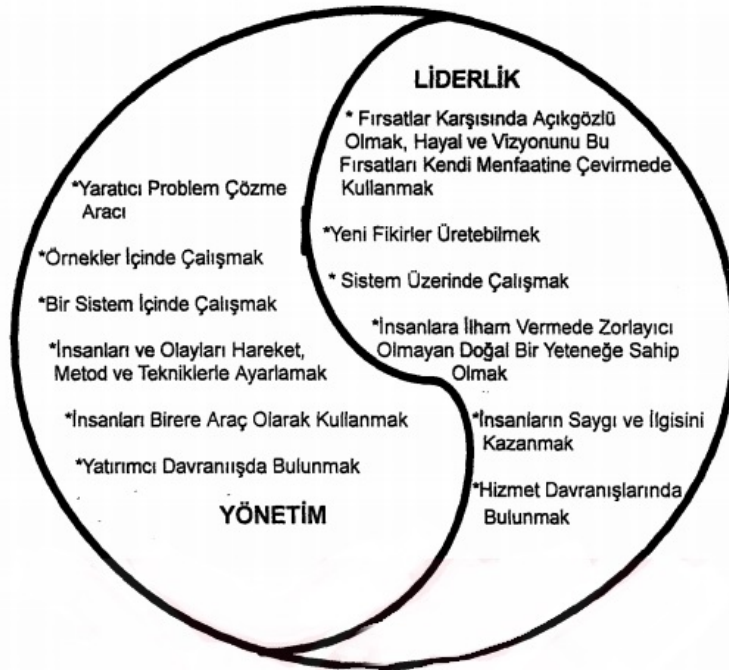 LİDERLİK
* Fırsatlar Karşısında Açıkgözlü
Olmak, Hayal ve Vizyonunu Bu
Fırsatları Kendi Menfaatine Çevirmede
Kullanmak
*Yeni Fikirler Üretebilmek
* Sistem Üzerinde Çalışmak
*İnsanlara İlham Vermede Zorlayıcı
Olmayan Doğal Bir Yeteneğe Sahip
Olmak
*İnsanların Saygı ve İlgisini
Kazanmak
*Hizmet Davranışlarında
Bulunmak
*Yaratıcı Problem Çözme
Aracı
*Örnekler İçinde Çalışmak
*Bir Sistem İçinde Çalışmak
*İnsanları ve Olayları Hareket,
Metod ve Tekniklerle Ayarlamak
*İnsanları Birere Araç Olarak Kullanmak
*Yatırımcı Davranıışda Bulunmak
YÖNETİM